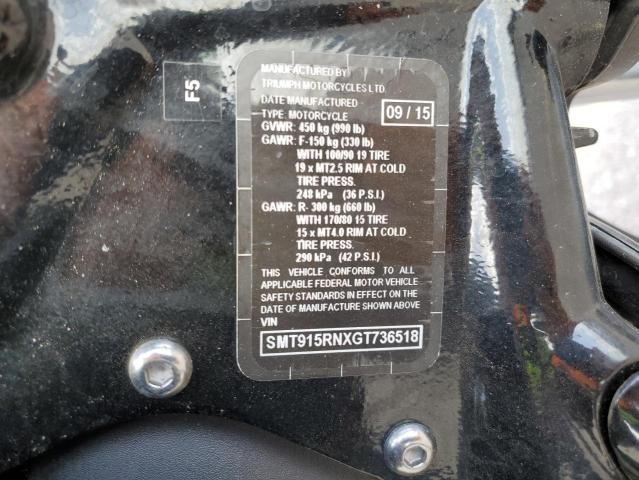 F5
MANUFACTURED BY
TRIUMPH MOTORCYCLES LTD
DATE MANUFACTURED 09 / 15
TYPE: MOTORCYCLE
GVWR: 450 kg (990 lb)
GAWR: F-150 kg (330 lb)
WITH 100/90 19 TIRE
19 x MT2.5 RIM AT COLD
TIRE PRESS.
248 kPa (36 P.S.I.)
GAWR: R- 300 kg (660 lb)
WITH 170/80 15 TIRE
15 x MT4.0 RIM AT COLD
TIRE PRESS.
290 kPa (42 P.S.I.)
THIS VEHICLE CONFORMS TO ALL
APPLICABLE FEDERAL MOTOR VEHICLE
SAFETY STANDARDS IN EFFECT ON THE
DATE OF MANUFACTURE SHOWN ABOVE
VIN
SMT915RNXGT736518